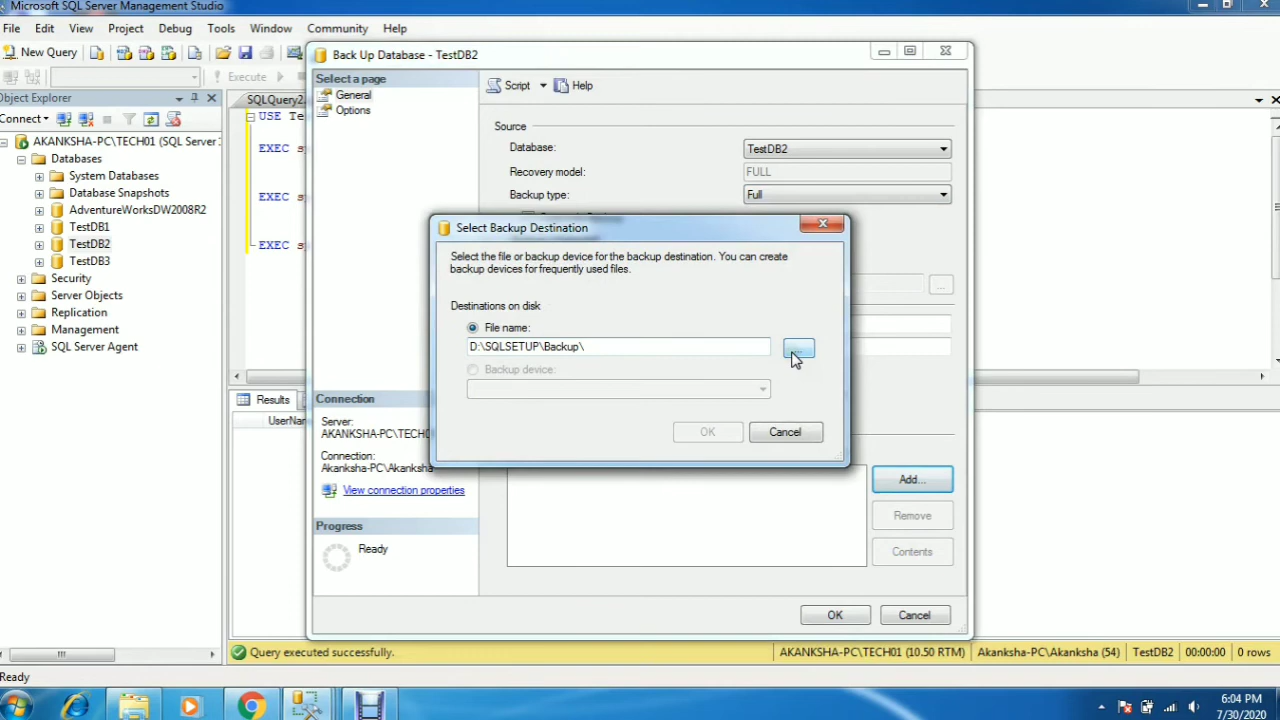 Microsoft SQL Server Management Studio
File Edit View Project Debug Tools Window Community Help
New Query
Execute
Object Explorer
Connect
AKANKSHA-PC\TECH01 (SQL Server
Databases
System Databases
Database Snapshots
AdventureWorksDW2008R2
TestDB1
TestDB2
TestDB3
Security
Server Objects
Replication
Management
SQL Server Agent
SQLQuery2.
USE Te
EXEC s
EXEC s
EXEC s
Results
UserName
Back Up Database - TestDB2
Select a page
General
Options
Script Help
Source
Database: TestDB2
Recovery model: FULL
Backup type: Full
...
Select Backup Destination
Select the file or backup device for the backup destination. You can create
backup devices for frequently used files.
Destinations on disk
File name:
D:\SQLSETUP\Backup\
...
Backup device:
OK Cancel
Connection
Server:
AKANKSHA-PC\TECH
Connection:
Akanksha-PC\Akanksha
View connection properties
Progress
Ready
Add...
Remove
Contents
OK Cancel
Query executed successfully. AKANKSHA-PC\TECH01 (10.50 RTM) Akanksha-PC\Akanksha (54) TestDB2 00:00:00 0 rows
Ready
6:04 PM
7/30/2020